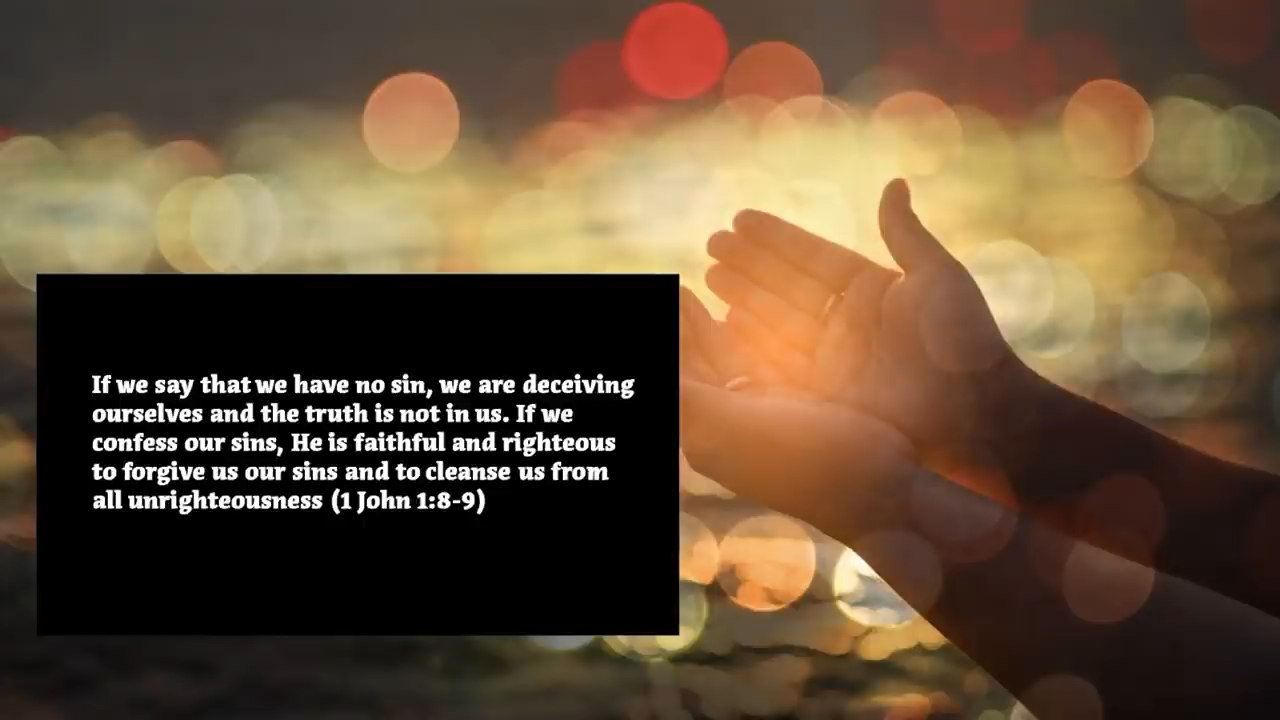 If we say that we have no sin, we are deceiving
ourselves and the truth is not in us. If we
confess our sins, He is faithful and righteous
to forgive us our sins and to cleanse us from
all unrighteousness (1 John 1:8-9)